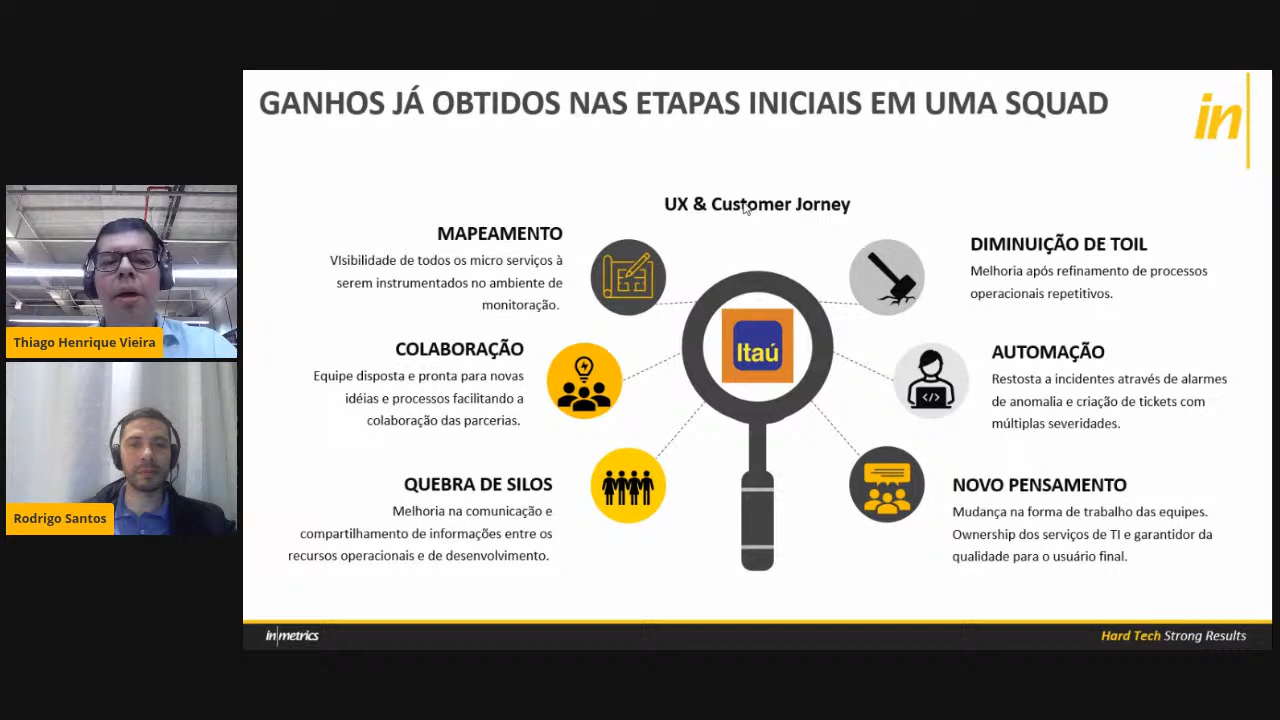 GANHOS JÁ OBTIDOS NAS ETAPAS INICIAIS EM UMA SQUAD
in
UX & Customer Jorney
MAPEAMENTO
VIsibilidade de todos os micro serviços à
serem instrumentados no ambiente de
monitoração.
COLABORAÇÃO
Equipe disposta e pronta para novas
idéias e processos facilitando a
colaboração das parcerias.
QUEBRA DE SILOS
Melhoria na comunicação e
compartilhamento de informações entre os
recursos operacionais e de desenvolvimento.
Itaú
DIMINUIÇÃO DE TOIL
Melhoria após refinamento de processos
operacionais repetitivos.
AUTOMAÇÃO
Restosta a incidentes através de alarmes
de anomalia e criação de tickets com
múltiplas severidades.
NOVO PENSAMENTO
Mudança na forma de trabalho das equipes.
Ownership dos serviços de TI e garantidor da
qualidade para o usuário final.
Thiago Henrique Vieira
Rodrigo Santos
in|metrics
Hard Tech Strong Results